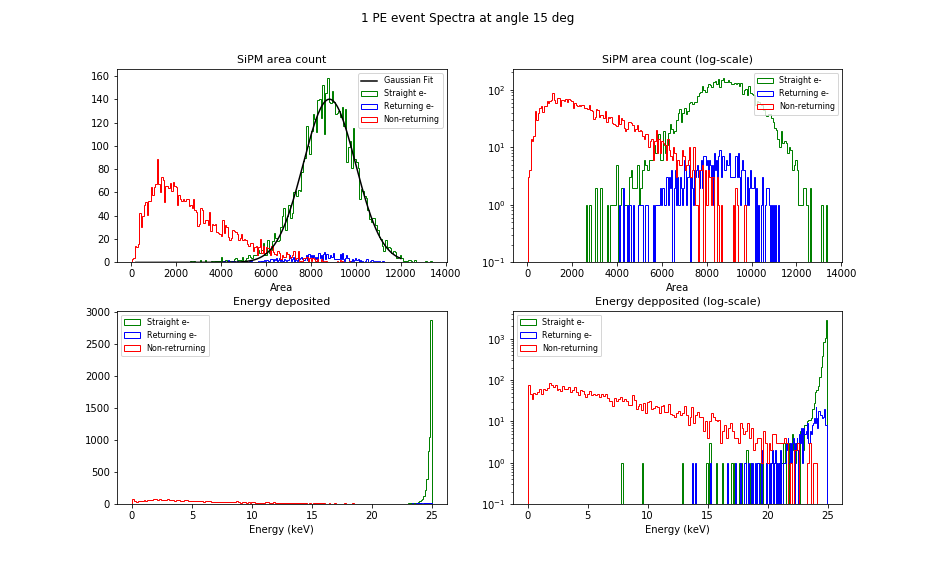 1 PE event Spectra at angle 15 deg
SiPM area count
160
140
120
100
80
60
40
20
0
Gaussian Fit
Straight e-
Returning e-
Non-returning
0 2000 4000 6000 8000 10000 12000 14000
Area
SiPM area count (log-scale)
10²
10¹
10⁰
10⁻¹
Straight e-
Returning e-
Non-returning
0 2000 4000 6000 8000 10000 12000 14000
Area
Energy deposited
3000
2500
2000
1500
1000
500
0
Straight e-
Returning e-
Non-retrurning
0 5 10 15 20 25
Energy (keV)
Energy depposited (log-scale)
10³
10²
10¹
10⁰
10⁻¹
Straight e-
Returning e-
Non-returning
0 5 10 15 20 25
Energy (keV)